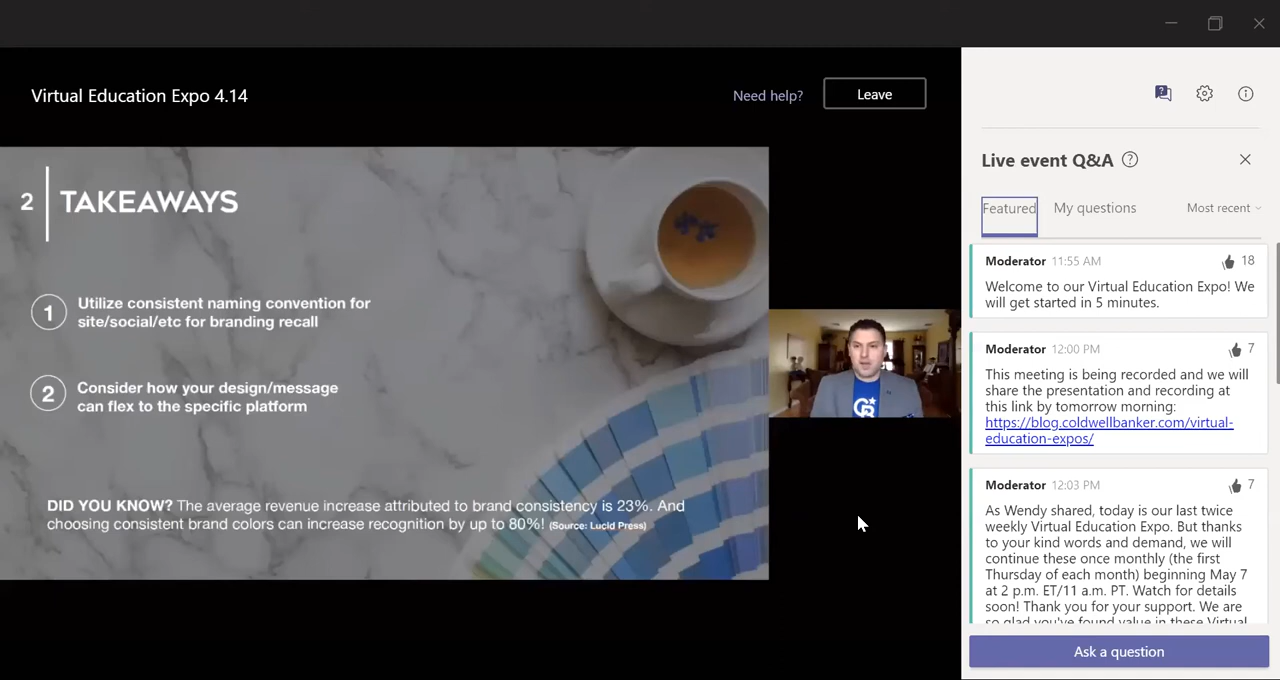 Virtual Education Expo 4.14
Need help?
Leave
2
TAKEAWAYS
1
Utilize consistent naming convention for
site/social/etc for branding recall
2
Consider how your design/message
can flex to the specific platform
DID YOU KNOW? The average revenue increase attributed to brand consistency is 23%. And
choosing consistent brand colors can increase recognition by up to 80%! (Source: Lucid Press)
Live event Q&A
Featured
My questions
Most recent
Moderator 11:55 AM 18
Welcome to our Virtual Education Expo! We
will get started in 5 minutes.
Moderator 12:00 PM 7
This meeting is being recorded and we will
share the presentation and recording at
this link by tomorrow morning:
https://blog.coldwellbanker.com/virtual-
education-expos/
Moderator 12:03 PM 7
As Wendy shared, today is our last twice
weekly Virtual Education Expo. But thanks
to your kind words and demand, we will
continue these once monthly (the first
Thursday of each month) beginning May 7
at 2 p.m. ET/11 a.m. PT. Watch for details
soon! Thank you for your support. We are
so glad you've found value in these Virtual
Ask a question